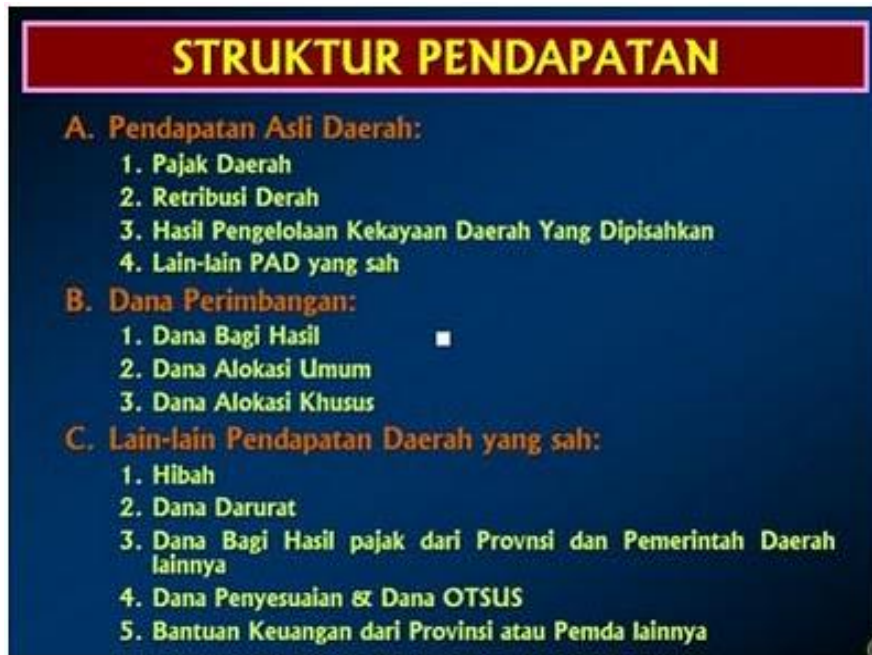 STRUKTUR PENDAPATAN
A. Pendapatan Asli Daerah:
1. Pajak Daerah
2. Retribusi Derah
3. Hasil Pengelolaan Kekayaan Daerah Yang Dipisahkan
4. Lain-lain PAD yang sah
B. Dana Perimbangan:
1. Dana Bagi Hasil
2. Dana Alokasi Umum
3. Dana Alokasi Khusus
C. Lain-lain Pendapatan Daerah yang sah:
1. Hibah
2. Dana Darurat
3. Dana Bagi Hasil pajak dari Provnsi dan Pemerintah Daerah
lainnya
4. Dana Penyesuaian & Dana OTSUS
5. Bantuan Keuangan dari Provinsi atau Pemda lainnya